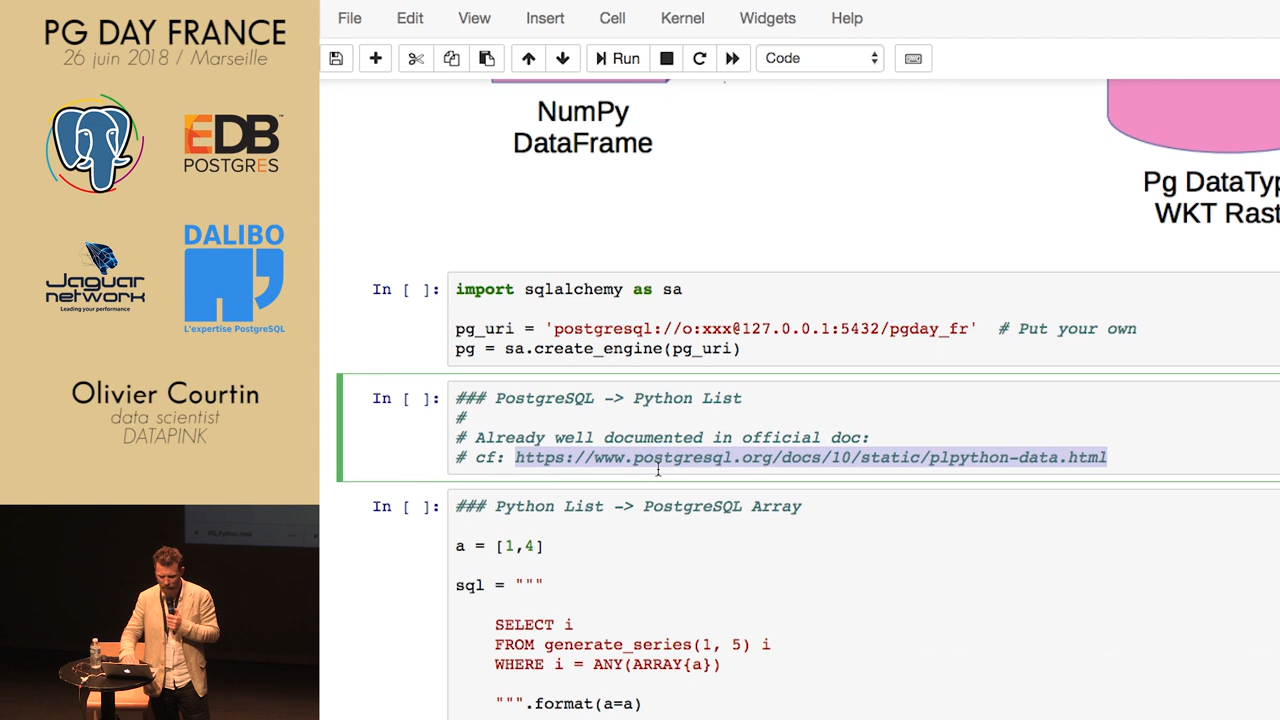 PG DAY FRANCE
26 juin 2018 / Marseille
EDB
POSTGRES
Jaguar
network
Leading your performance
DALIBO
L'expertise PostgreSQL
Olivier Courtin
data scientist
DATAPINK
File Edit View Insert Cell Kernel Widgets Help
Run Code
NumPy
DataFrame
Pg DataTyp
WKT Rast
In [ ]: import sqlalchemy as sa
pg_uri = 'postgresql://o:xxx@127.0.0.1:5432/pgday_fr' # Put your own
pg = sa.create_engine(pg_uri)
In [ ]: ### PostgreSQL -> Python List
#
# Already well documented in official doc:
# cf: https://www.postgresql.org/docs/10/static/plpython-data.html
In [ ]: ### Python List -> PostgreSQL Array
a = [1,4]
sql = """
SELECT i
FROM generate_series(1, 5) i
WHERE i = ANY(ARRAY{a})
""".format(a=a)